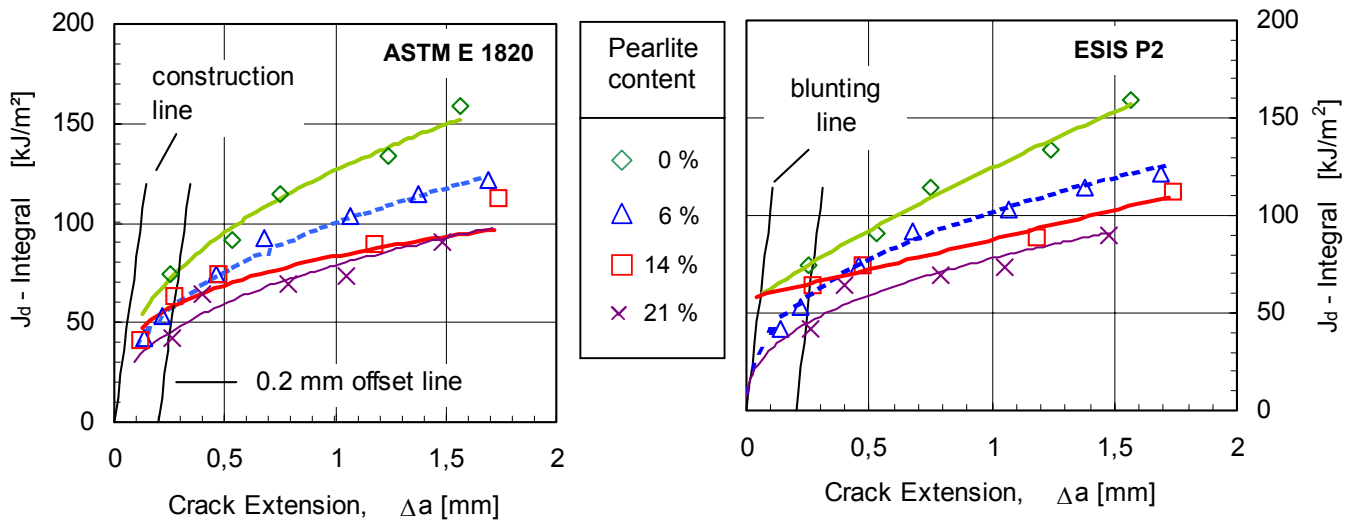 200
150
100
50
0
0
0,5
1
1,5
2
Jd - Integral [kJ/m²]
Crack Extension, Δa [mm]
ASTM E 1820
construction
line
0.2 mm offset line
Pearlite
content
0 %
6 %
14 %
21 %
ESIS P2
blunting
line
200
150
100
50
0
0
0,5
1
1,5
2
Jd - Integral [kJ/m²]
Crack Extension, Δa [mm]